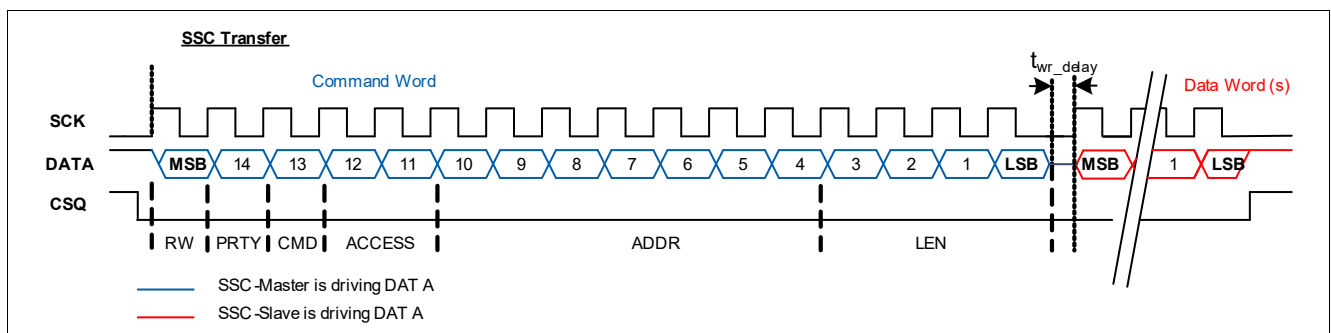 SSC Transfer
Command Word
t wr_delay
Data Word (s)
SCK
DATA MSB 14 13 12 11 10 9 8 7 6 5 4 3 2 1 LSB MSB 1 LSB
CSQ
RW PRTY CMD ACCESS ADDR LEN
SSC-Master is driving DAT A
SSC-Slave is driving DAT A